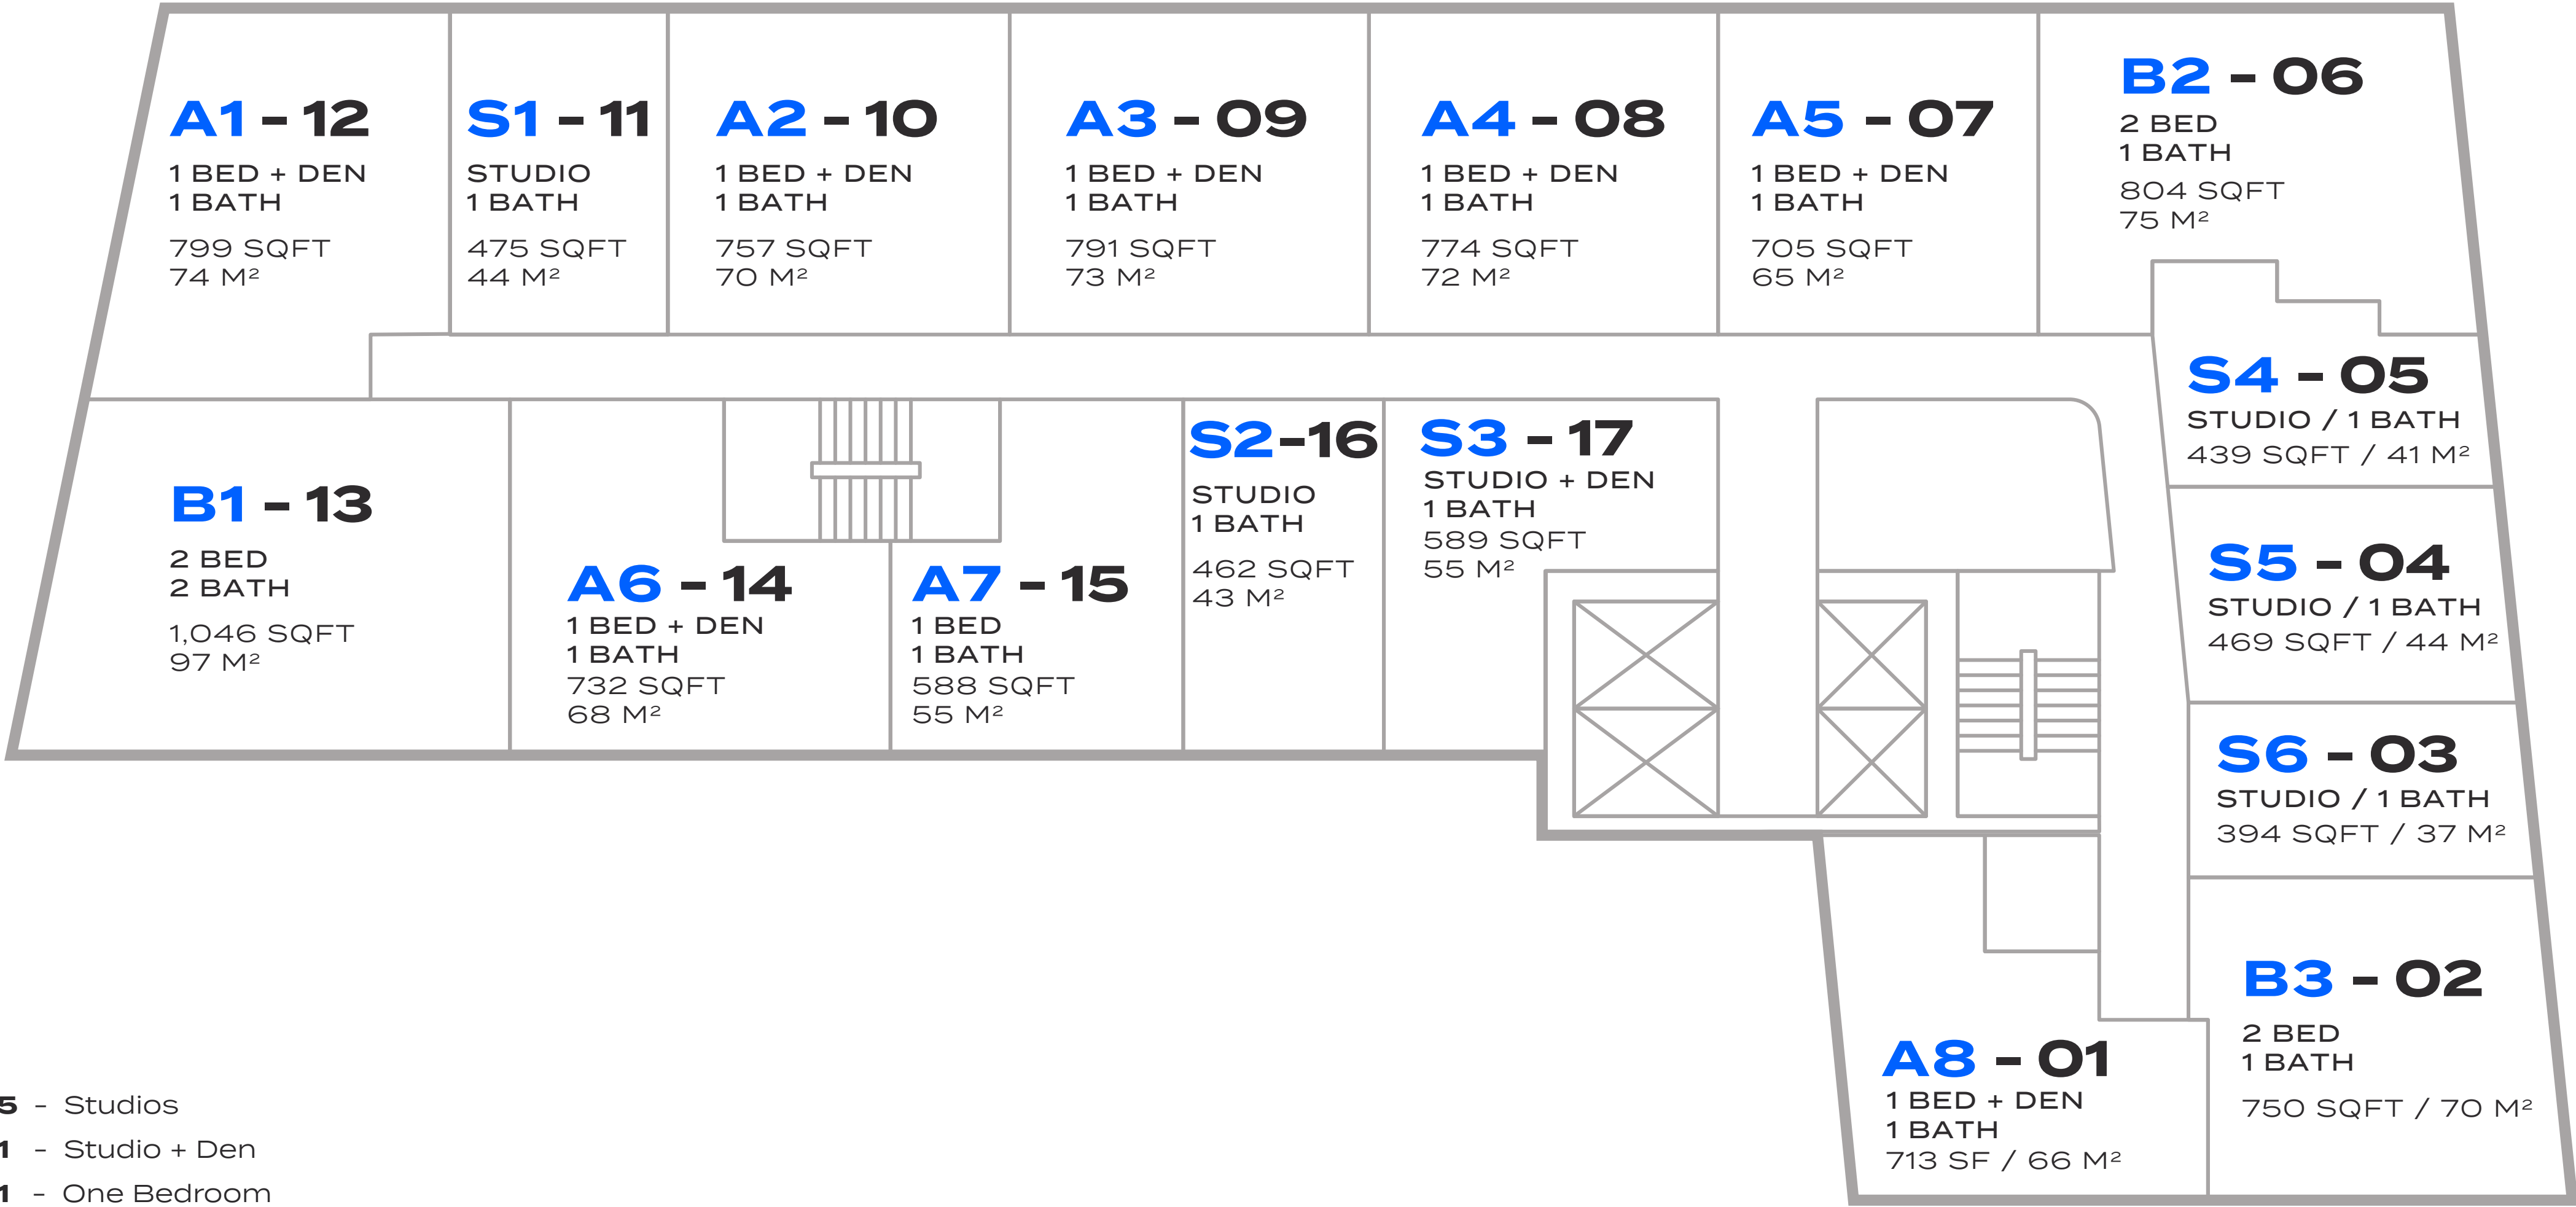 A1 - 12
1 BED + DEN
1 BATH
799 SQFT
74 M²
S1 - 11
STUDIO
1 BATH
475 SQFT
44 M²
A2 - 10
1 BED + DEN
1 BATH
757 SQFT
70 M²
A3 - 09
1 BED + DEN
1 BATH
791 SQFT
73 M²
A4 - 08
1 BED + DEN
1 BATH
774 SQFT
72 M²
A5 - 07
1 BED + DEN
1 BATH
705 SQFT
65 M²
B2 - 06
2 BED
1 BATH
804 SQFT
75 M²
S4 - 05
STUDIO / 1 BATH
439 SQFT / 41 M²
B1 - 13
2 BED
2 BATH
1,046 SQFT
97 M²
A6 - 14
1 BED + DEN
1 BATH
732 SQFT
68 M²
A7 - 15
1 BED
1 BATH
588 SQFT
55 M²
S2-16
STUDIO
1 BATH
462 SQFT
43 M²
S3 - 17
STUDIO + DEN
1 BATH
589 SQFT
55 M²
S5 - 04
STUDIO / 1 BATH
469 SQFT / 44 M²
S6 - 03
STUDIO / 1 BATH
394 SQFT / 37 M²
B3 - 02
2 BED
1 BATH
750 SQFT / 70 M²
A8 - 01
1 BED + DEN
1 BATH
713 SF / 66 M²
5 - Studios
1 - Studio + Den
1 - One Bedroom